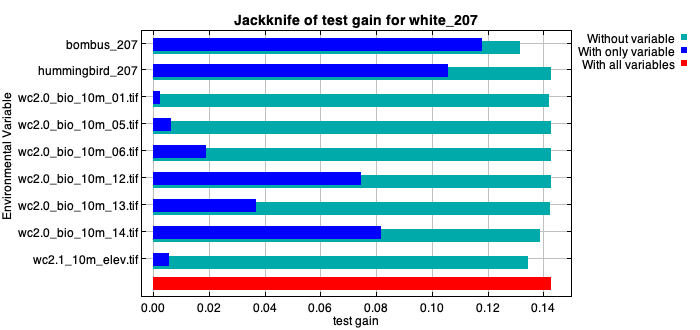 Jackknife of test gain for white_207
Without variable
With only variable
With all variables
Environmental Variable
bombus_207
hummingbird_207
wc2.0_bio_10m_01.tif
wc2.0_bio_10m_05.tif
wc2.0_bio_10m_06.tif
wc2.0_bio_10m_12.tif
wc2.0_bio_10m_13.tif
wc2.0_bio_10m_14.tif
wc2.1_10m_elev.tif
0.00 0.02 0.04 0.06 0.08 0.10 0.12 0.14
test gain